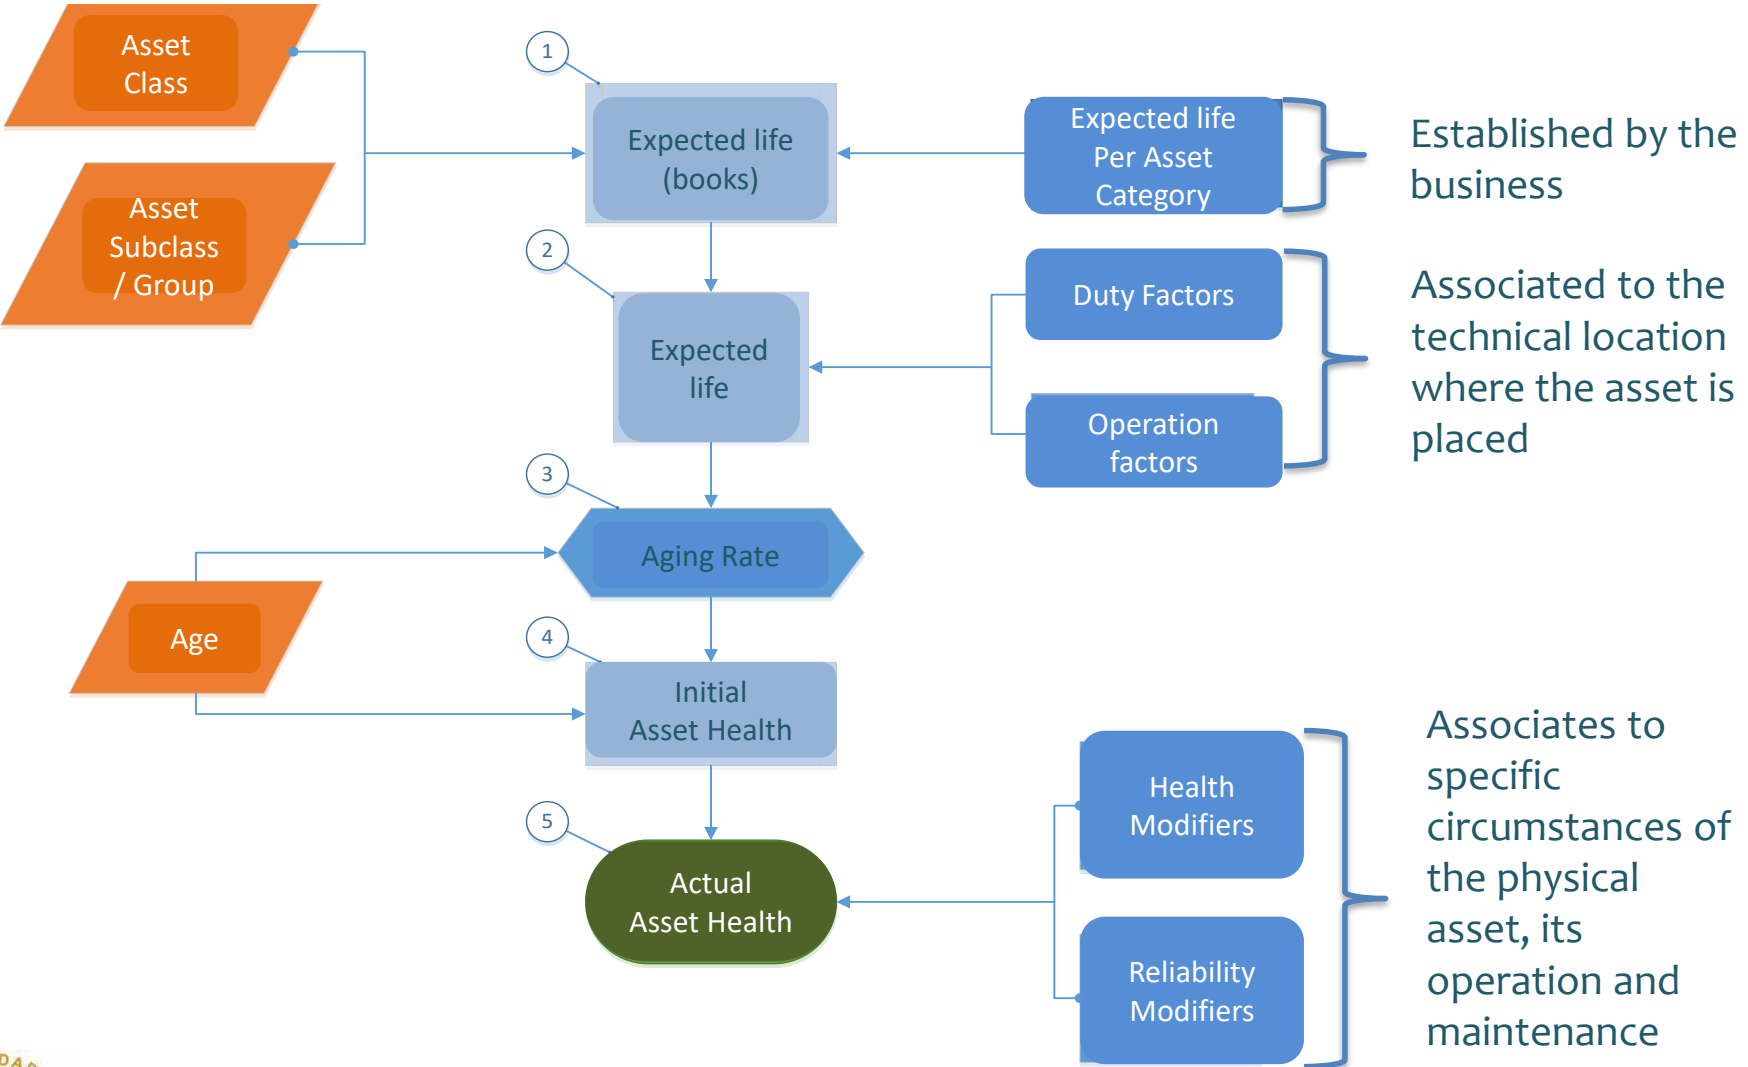 Asset
Class
1
Expected life
(books)
Expected life
Per Asset
Category
Established by the
business
Asset
Subclass
/ Group
2
Expected
life
Duty Factors
Operation
factors
Associated to the
technical location
where the asset is
placed
3
Aging Rate
Age
4
Initial
Asset Health
5
Actual
Asset Health
Health
Modifiers
Reliability
Modifiers
Associates to
specific
circumstances of
the physical
asset, its
operation and
maintenance